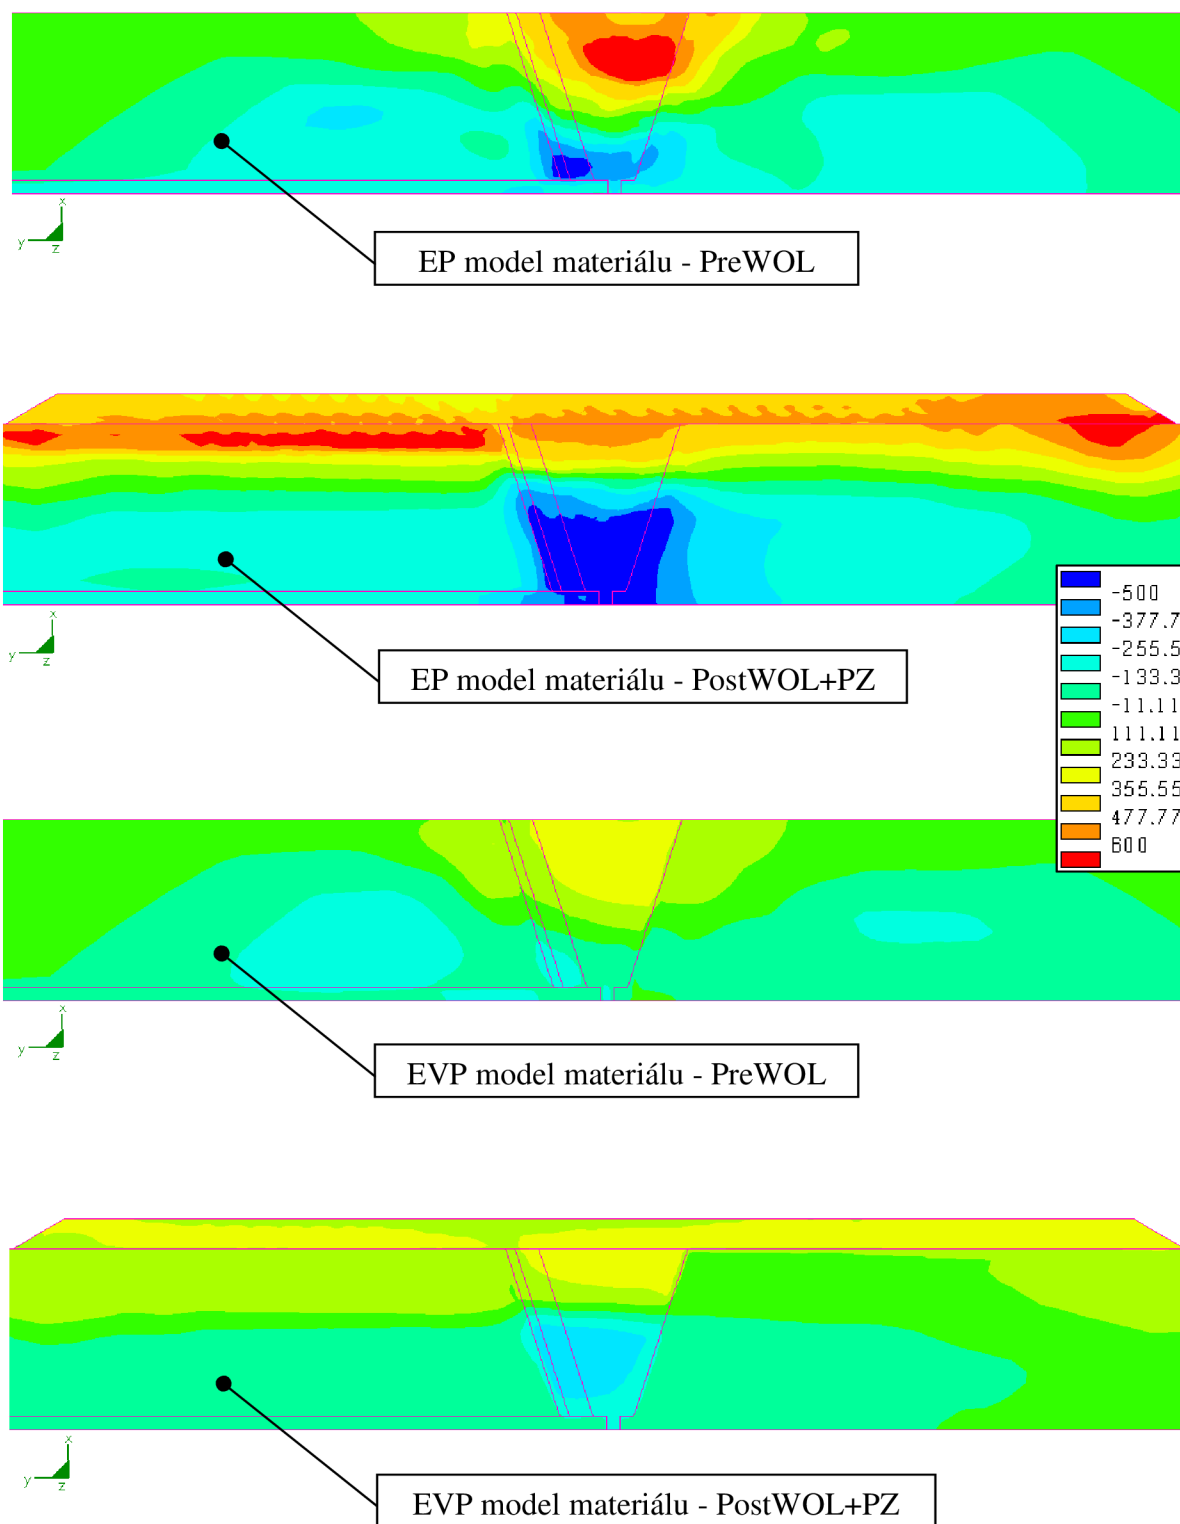 x
y
z
EP model materiálu - PreWOL
x
y
z
EP model materiálu - PostWOL+PZ
-500
-377.7
-255.5
-133.3
-11.11
111.11
233.33
355.55
477.77
600
x
y
z
EVP model materiálu - PreWOL
x
y
z
EVP model materiálu - PostWOL+PZ